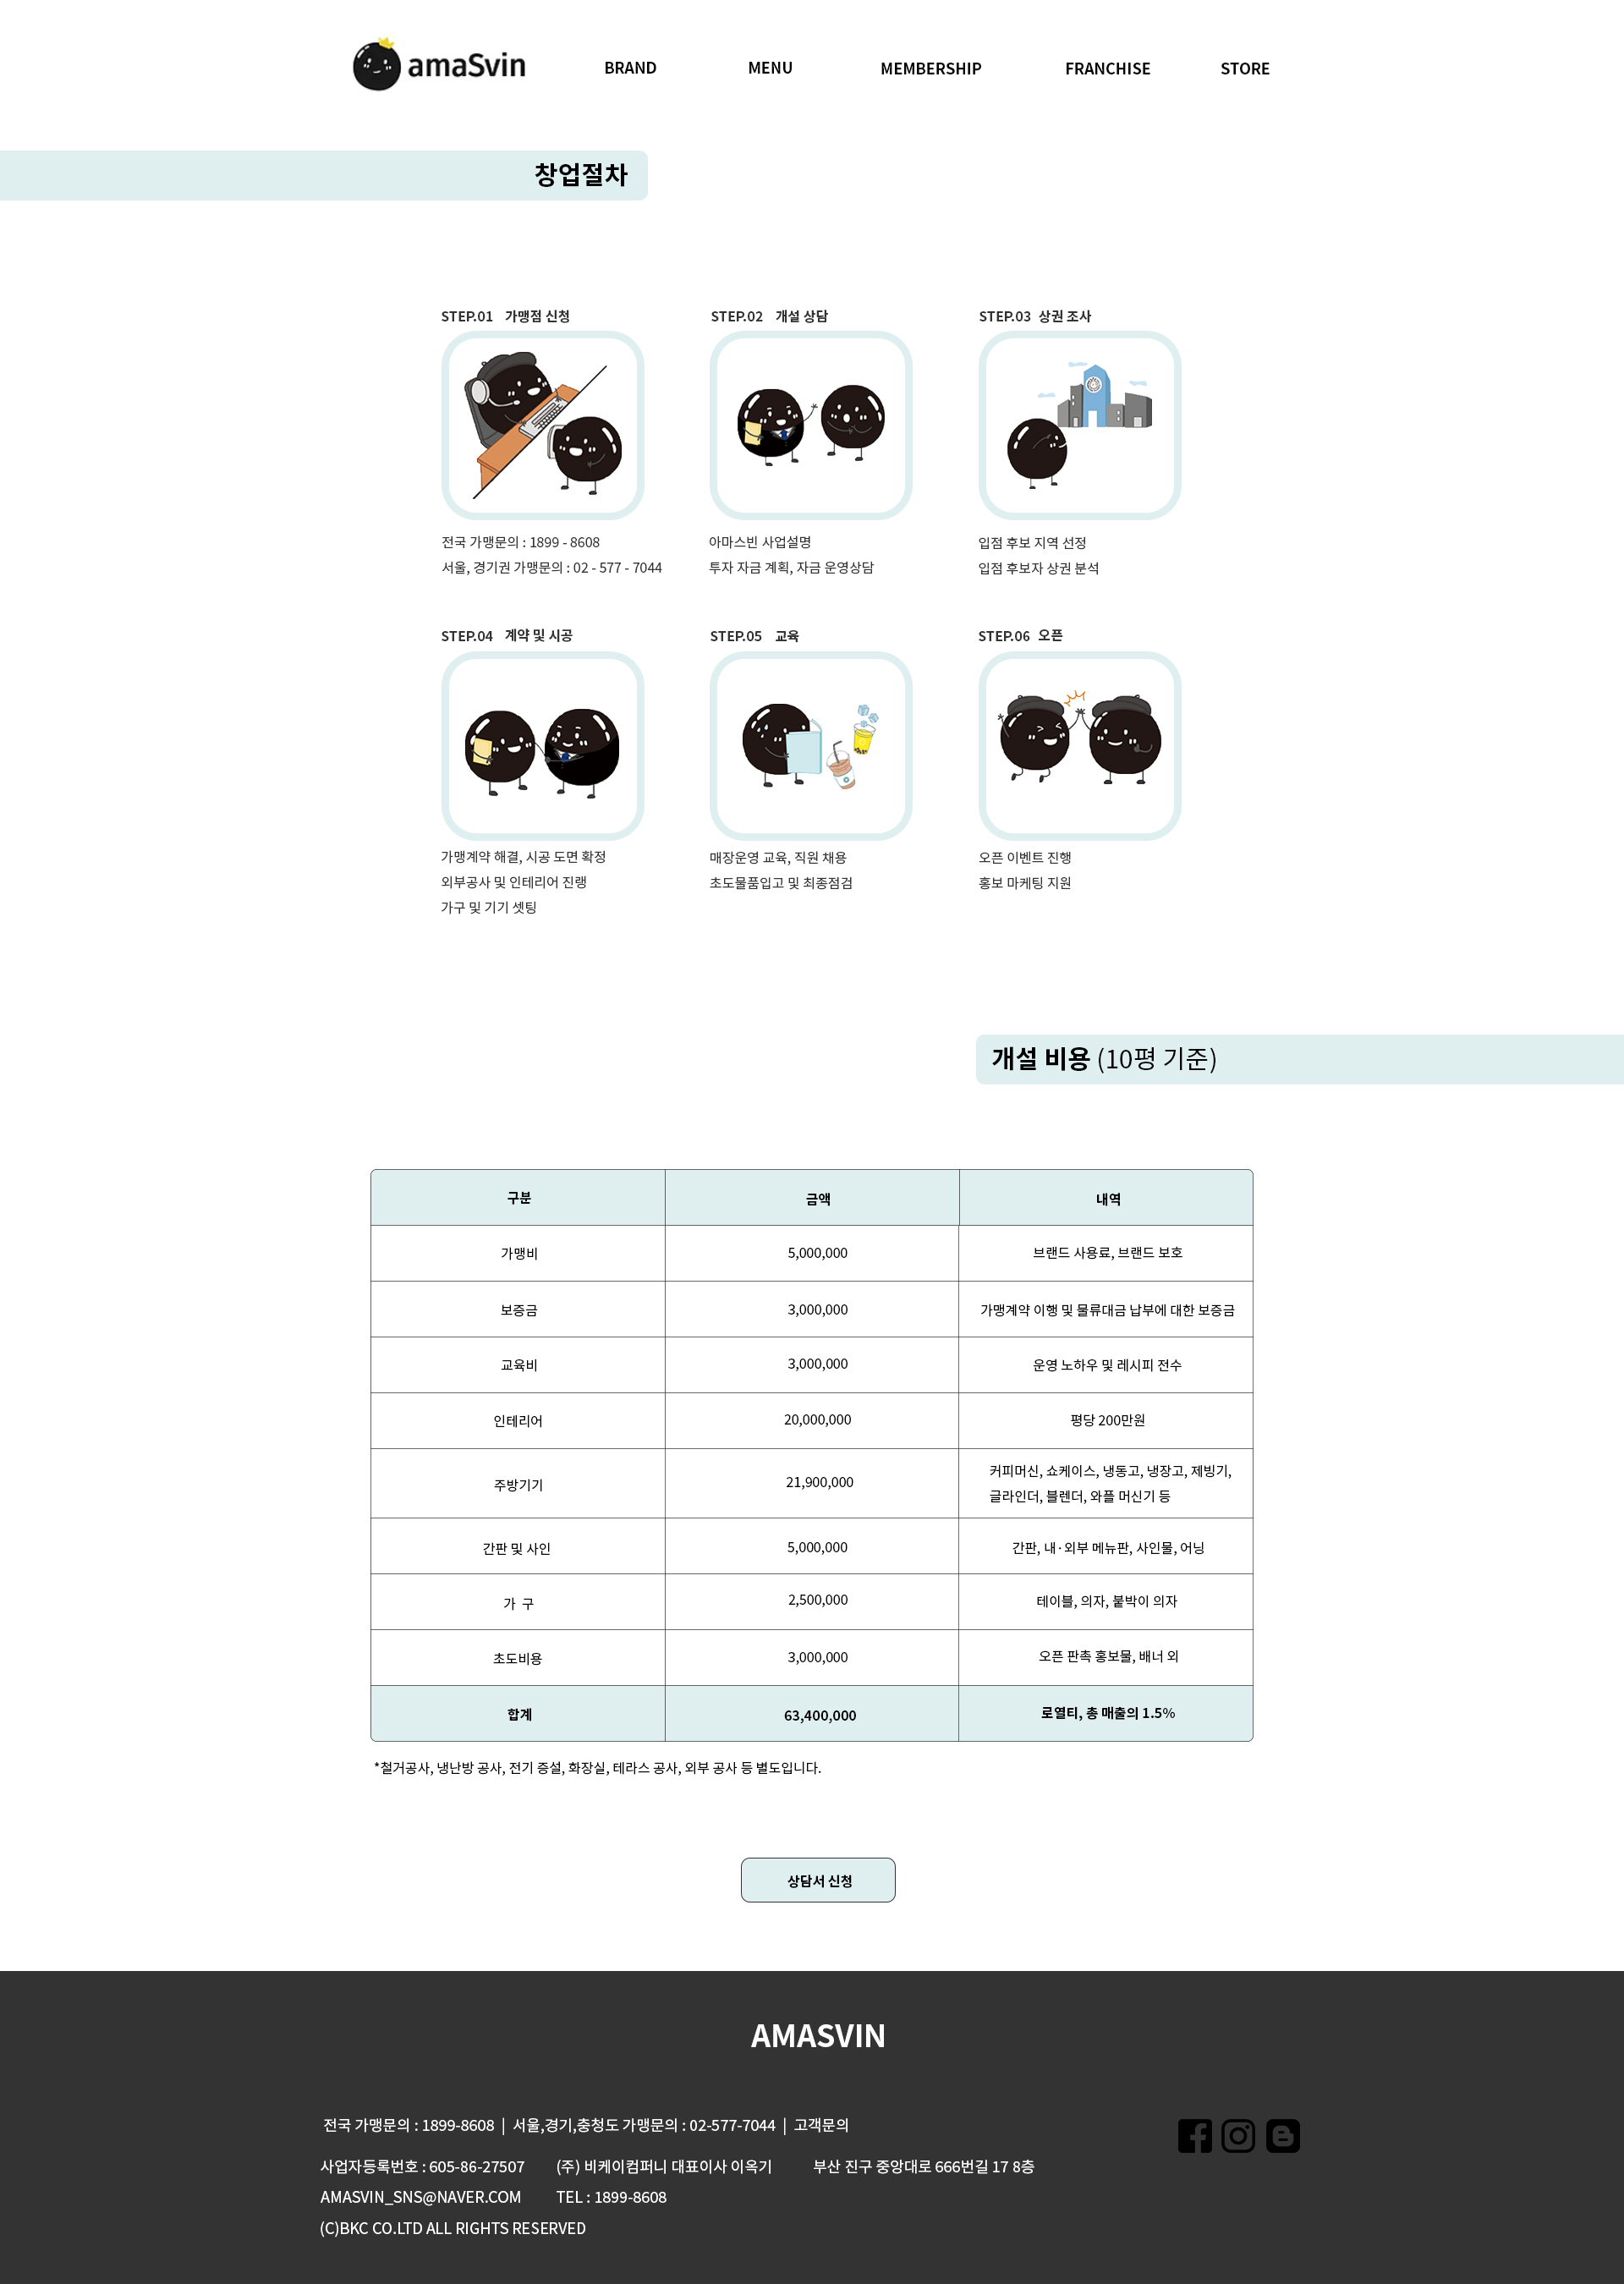 amaSvin
BRAND
MENU
MEMBERSHIP
FRANCHISE
STORE
창업절차
STEP.01 가맹점 신청
전국 가맹문의 : 1899 - 8608
서울, 경기권 가맹문의 : 02 - 577 - 7044
STEP.02 개설 상담
아마스빈 사업설명
투자 자금 계획, 자금 운영상담
STEP.03 상권 조사
입점 후보 지역 선정
입점 후보자 상권 분석
STEP.04 계약 및 시공
가맹계약 해결, 시공 도면 확정
외부공사 및 인테리어 진랭
가구 및 기기 셋팅
STEP.05 교육
매장운영 교육, 직원 채용
초도물품입고 및 최종점검
STEP.06 오픈
오픈 이벤트 진행
홍보 마케팅 지원
개설 비용 (10평 기준)
구분 금액 내역
가맹비 5,000,000 브랜드 사용료, 브랜드 보호
보증금 3,000,000 가맹계약 이행 및 물류대금 납부에 대한 보증금
교육비 3,000,000 운영 노하우 및 레시피 전수
인테리어 20,000,000 평당 200만원
주방기기 21,900,000 커피머신, 쇼케이스, 냉동고, 냉장고, 제빙기,
글라인더, 블렌더, 와플 머신기 등
간판 및 사인 5,000,000 간판, 내·외부 메뉴판, 사인물, 어닝
가 구 2,500,000 테이블, 의자, 붙박이 의자
초도비용 3,000,000 오픈 판촉 홍보물, 배너 외
합계 63,400,000 로열티, 총 매출의 1.5%
*철거공사, 냉난방 공사, 전기 증설, 화장실, 테라스 공사, 외부 공사 등 별도입니다.
상담서 신청
AMASVIN
전국 가맹문의 : 1899-8608 | 서울,경기,충청도 가맹문의 : 02-577-7044 | 고객문의
사업자등록번호 : 605-86-27507 (주) 비케이컴퍼니 대표이사 이옥기 부산 진구 중앙대로 666번길 17 8층
AMASVIN_SNS@NAVER.COM TEL : 1899-8608
(C)BKC CO.LTD ALL RIGHTS RESERVED